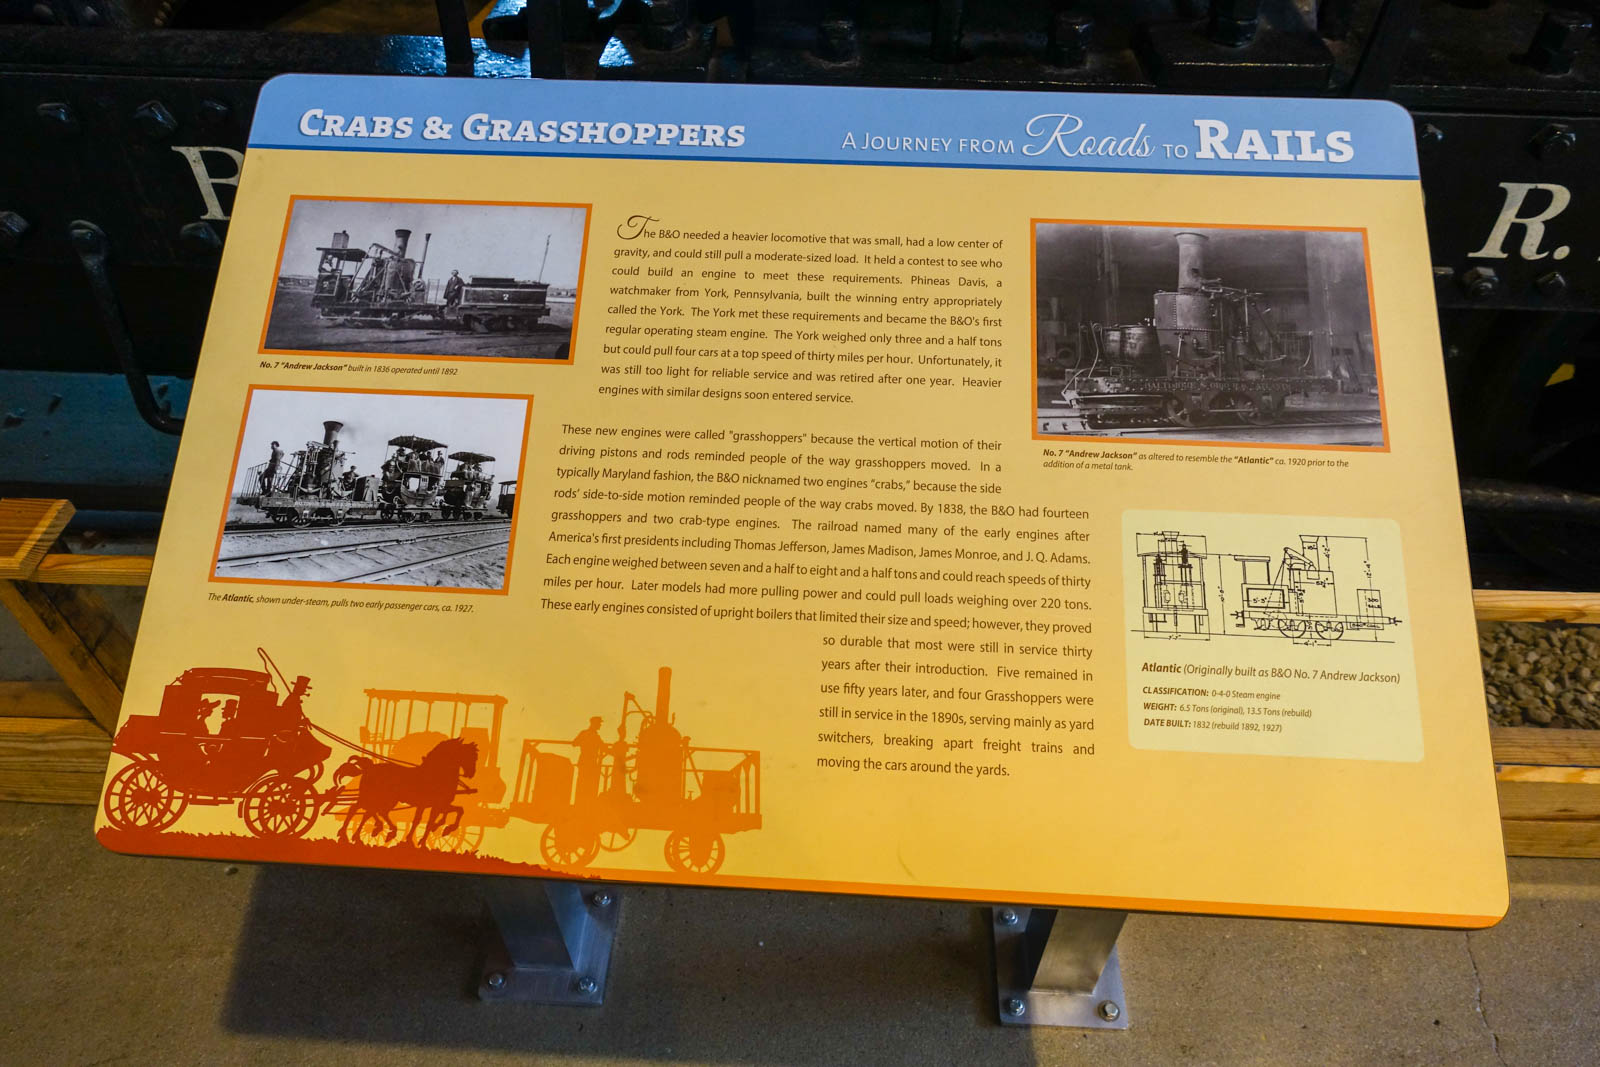 CRABS & GRASSHOPPERS
A JOURNEY FROM Roads TO RAILS
B
R.
No. 7 "Andrew Jackson" built in 1836 operated until 1892
The Atlantic, shown under-steam, pulls two early passenger cars, ca. 1927.
The B&O needed a heavier locomotive that was small, had a low center of
gravity, and could still pull a moderate-sized load. It held a contest to see who
could build an engine to meet these requirements. Phineas Davis, a
watchmaker from York, Pennsylvania, built the winning entry appropriately
called the York. The York met these requirements and became the B&O's first
regular operating steam engine. The York weighed only three and a half tons
but could pull four cars at a top speed of thirty miles per hour. Unfortunately, it
was still too light for reliable service and was retired after one year. Heavier
engines with similar designs soon entered service.
These new engines were called "grasshoppers" because the vertical motion of their
driving pistons and rods reminded people of the way grasshoppers moved. In a
typically Maryland fashion, the B&O nicknamed two engines "crabs," because the side
rods' side-to-side motion reminded people of the way crabs moved. By 1838, the B&O had fourteen
grasshoppers and two crab-type engines. The railroad named many of the early engines after
America's first presidents including Thomas Jefferson, James Madison, James Monroe, and J. Q. Adams.
Each engine weighed between seven and a half to eight and a half tons and could reach speeds of thirty
miles per hour. Later models had more pulling power and could pull loads weighing over 220 tons.
These early engines consisted of upright boilers that limited their size and speed; however, they proved
so durable that most were still in service thirty
years after their introduction. Five remained in
use fifty years later, and four Grasshoppers were
still in service in the 1890s, serving mainly as yard
switchers, breaking apart freight trains and
moving the cars around the yards.
No. 7 "Andrew Jackson" as altered to resemble the "Atlantic" ca. 1920 prior to the
addition of a metal tank.
Atlantic (Originally built as B&O No. 7 Andrew Jackson)
CLASSIFICATION: 0-4-0 Steam engine
WEIGHT: 6.5 Tons (original), 13.5 Tons (rebuild)
DATE BUILT: 1832 (rebuild 1892, 1927)